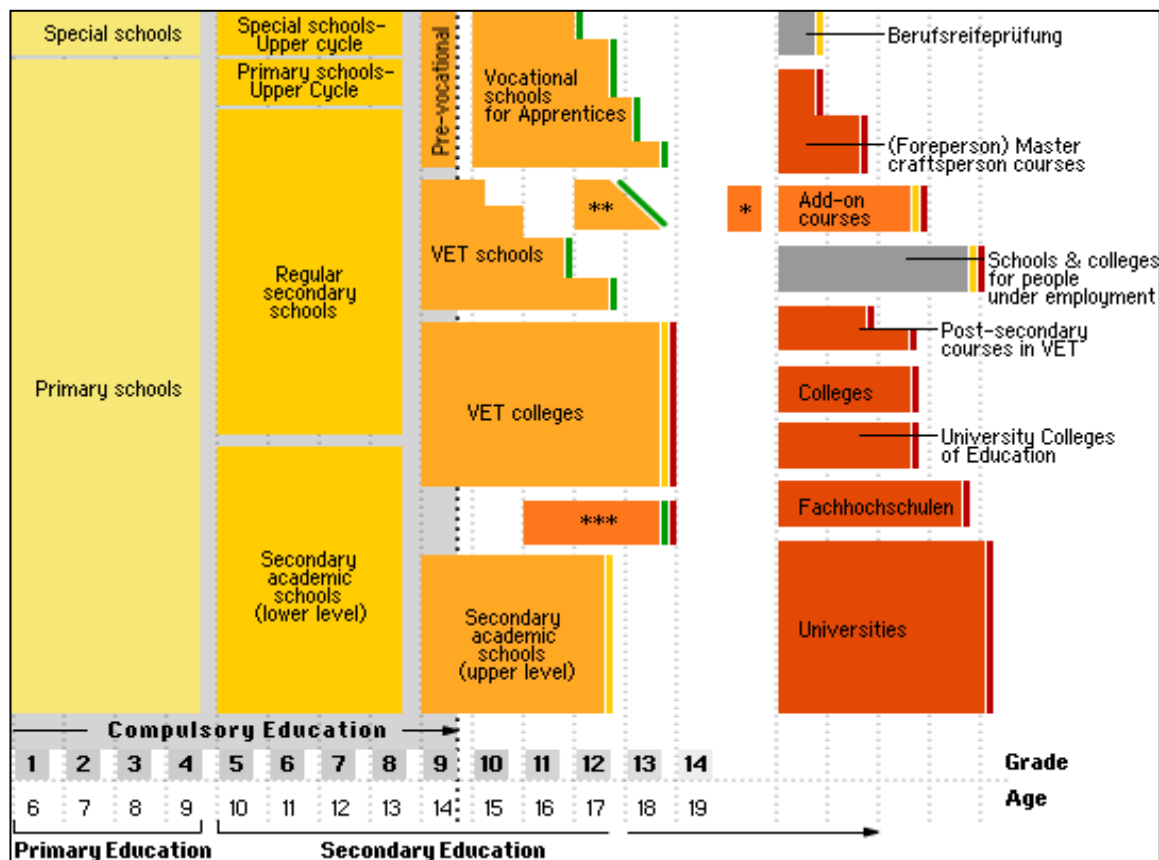 Special schools
Special schools-
Upper cycle
Primary schools-
Upper Cycle
Pre-vocational
Vocational
schools
for Apprentices
Berufsreifeprüfung
(Foreperson) Master
craftsperson courses
**
*
Add-on
courses
VET schools
Regular
secondary
schools
Schools & colleges
for people
under employment
Post-secondary
courses in VET
Primary schools
VET colleges
Colleges
University Colleges
of Education
***
Fachhochschulen
Secondary
academic
schools
(lower level)
Secondary
academic
schools
(upper level)
Universities
Compulsory Education
1 2 3 4 5 6 7 8 9 10 11 12 13 14 Grade
6 7 8 9 10 11 12 13 14 15 16 17 18 19 Age
Primary Education
Secondary Education